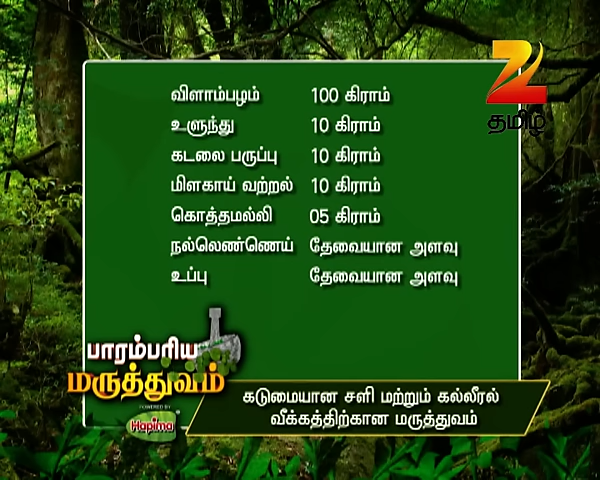 விளாம்பழம் 100 கிராம்
உளுந்து 10 கிராம்
கடலை பருப்பு 10 கிராம்
மிளகாய் வற்றல் 10 கிராம்
கொத்தமல்லி 05 கிராம்
நல்லெண்ணெய் தேவையான அளவு
உப்பு தேவையான அளவு
தமிழ்
பாரம்பரிய
மருத்துவம்
POWERED BY
Hapima
கடுமையான சளி மற்றும் கல்லீரல்
வீக்கத்திற்கான மருத்துவம்